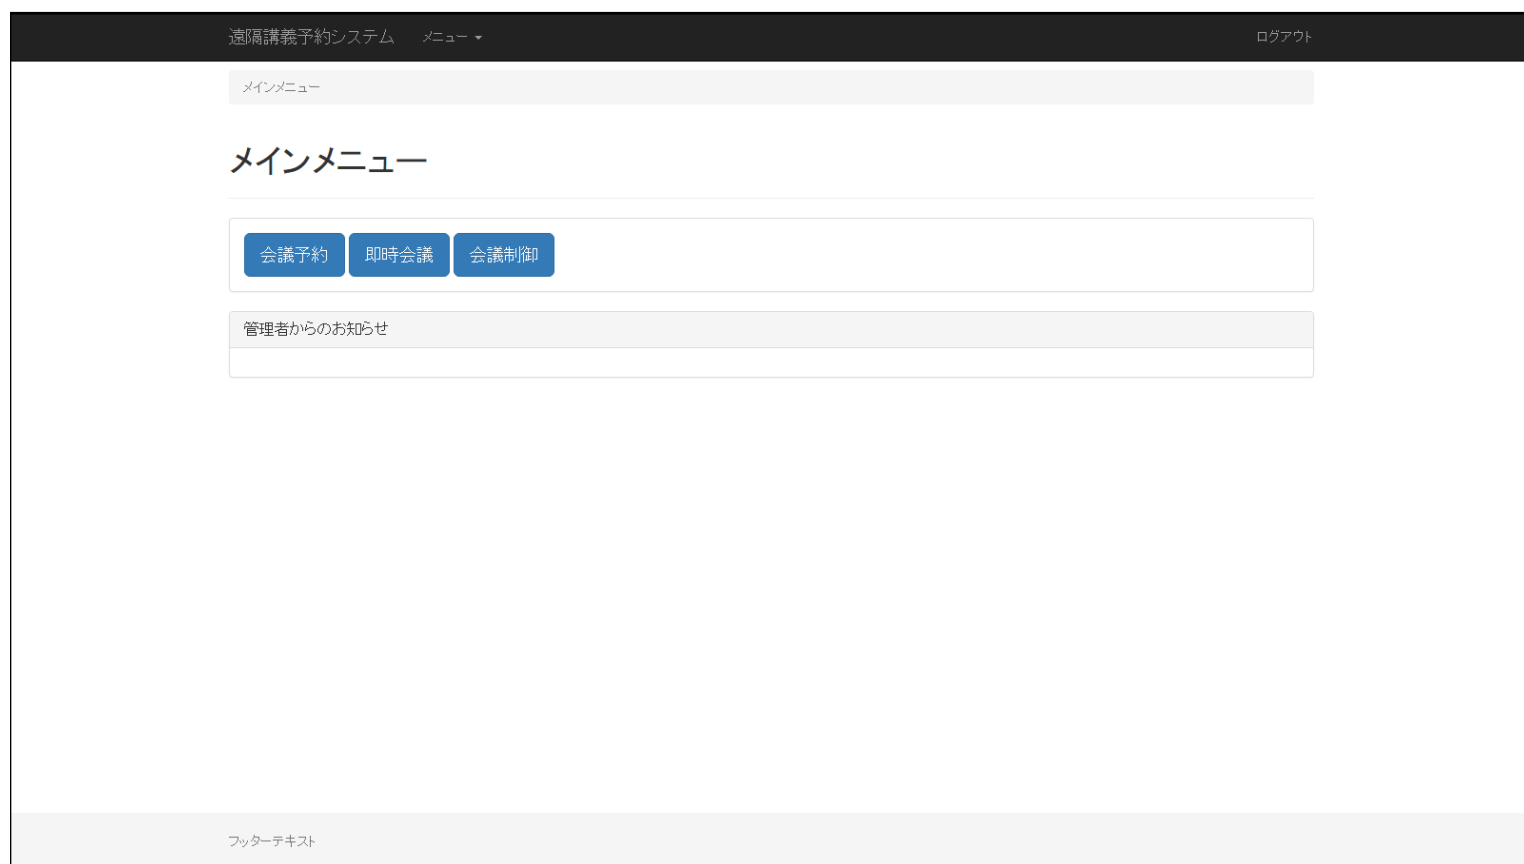 遠隔講義予約システム メニュー ログアウト
メインメニュー
メインメニュー
会議予約 即時会議 会議制御
管理者からのお知らせ
フッターテキスト